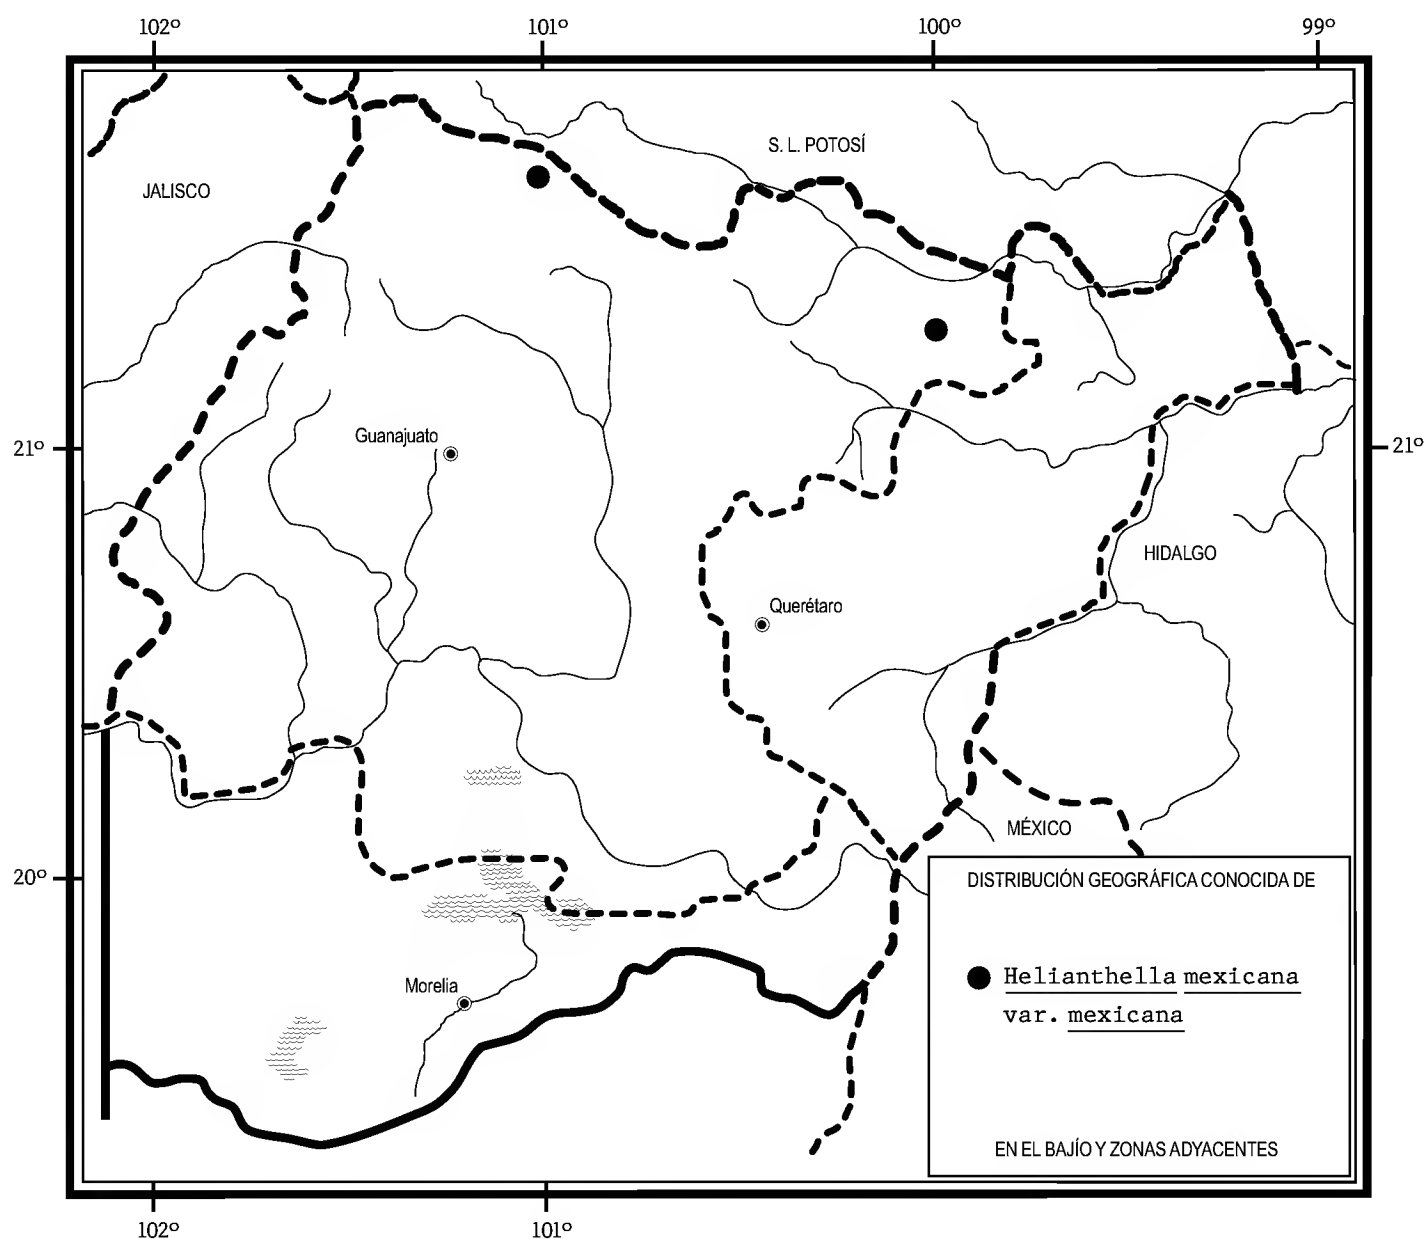 102º 101º 100º 99º
S. L. POTOSÍ
JALISCO
Guanajuato
21º 21º
HIDALGO
Querétaro
MÉXICO
20º
DISTRIBUCIÓN GEOGRÁFICA CONOCIDA DE
Helianthella mexicana
var. mexicana
Morelia
EN EL BAJÍO Y ZONAS ADYACENTES
102º 101º